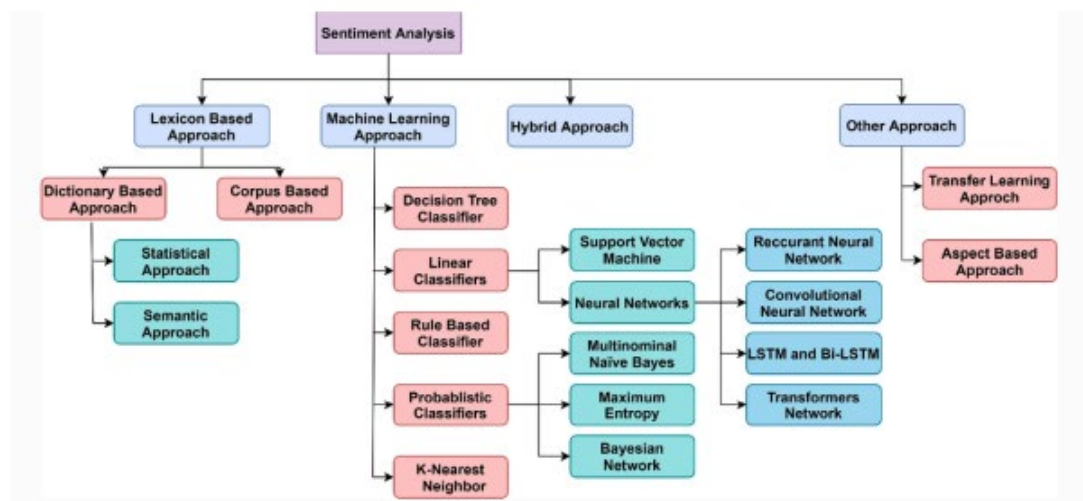 Sentiment Analysis
Lexicon Based
Approach
Machine Learning
Approach
Hybrid Approach
Other Approach
Dictionary Based
Approach
Corpus Based
Approach
Statistical
Approach
Semantic
Approach
Decision Tree
Classifier
Linear
Classifiers
Rule Based
Classifier
Probablistic
Classifiers
K-Nearest
Neighbor
Support Vector
Machine
Neural Networks
Multinominal
Naïve Bayes
Maximum
Entropy
Bayesian
Network
Reccurant Neural
Network
Convolutional
Neural Network
LSTM and Bi-LSTM
Transformers
Network
Transfer Learning
Approch
Aspect Based
Approach